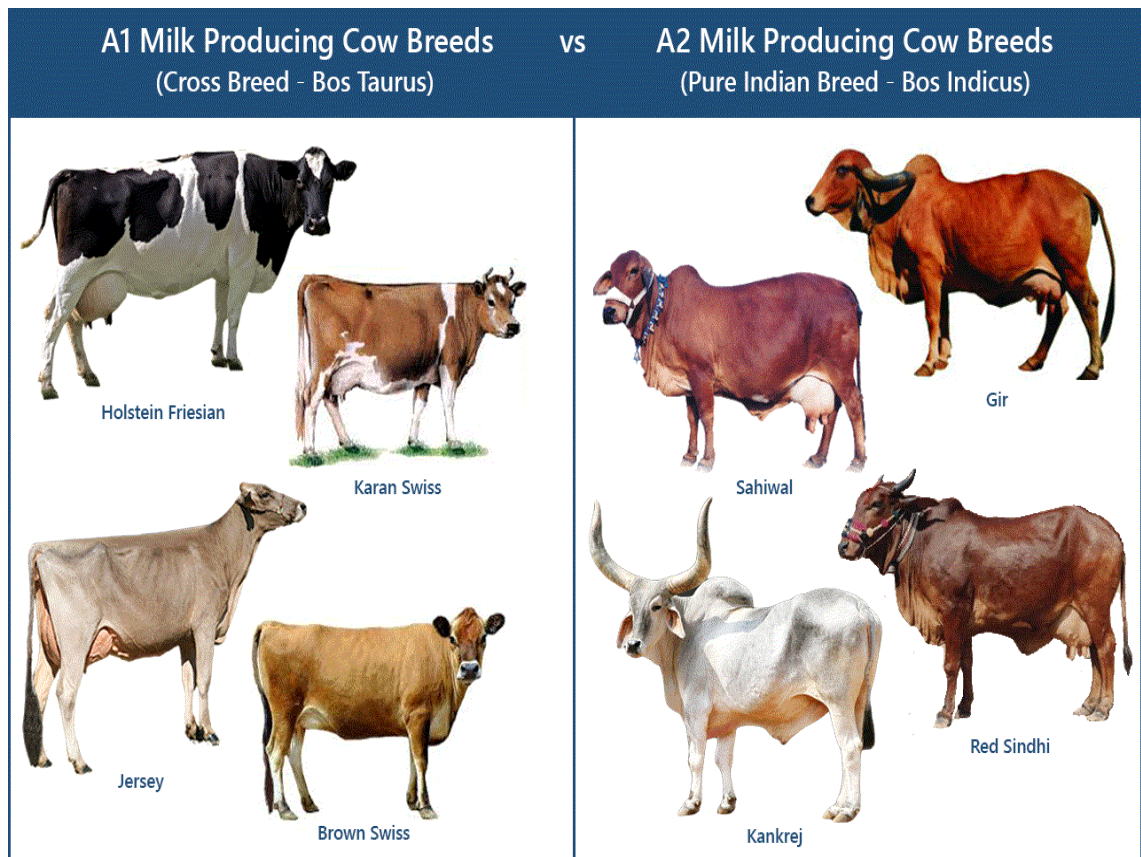 A1 Milk Producing Cow Breeds vs A2 Milk Producing Cow Breeds
(Cross Breed - Bos Taurus) (Pure Indian Breed - Bos Indicus)
Holstein Friesian
Karan Swiss
Jersey
Brown Swiss
Gir
Sahiwal
Red Sindhi
Kankrej